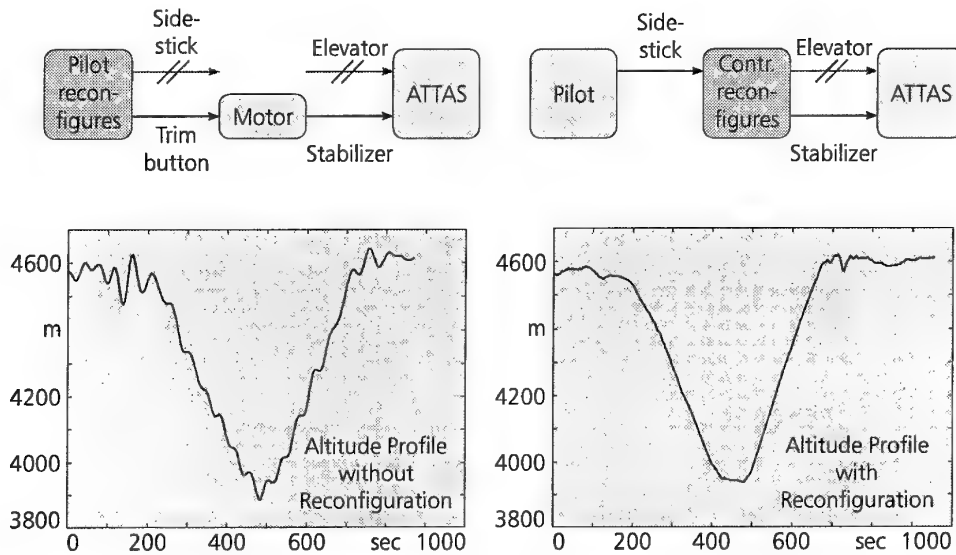 Side-
stick
Pilot
recon-
figures
Trim
button
Motor
Elevator
Stabilizer
ATTAS
Side-
stick
Pilot
Contr.
recon-
figures
Elevator
Stabilizer
ATTAS
4600
m
4200
4000
3800
0
200
400
600
sec
1000
Altitude Profile
without
Reconfiguration
4600
m
4200
4000
3800
0
200
400
600
sec
1000
Altitude Profile
with
Reconfiguration